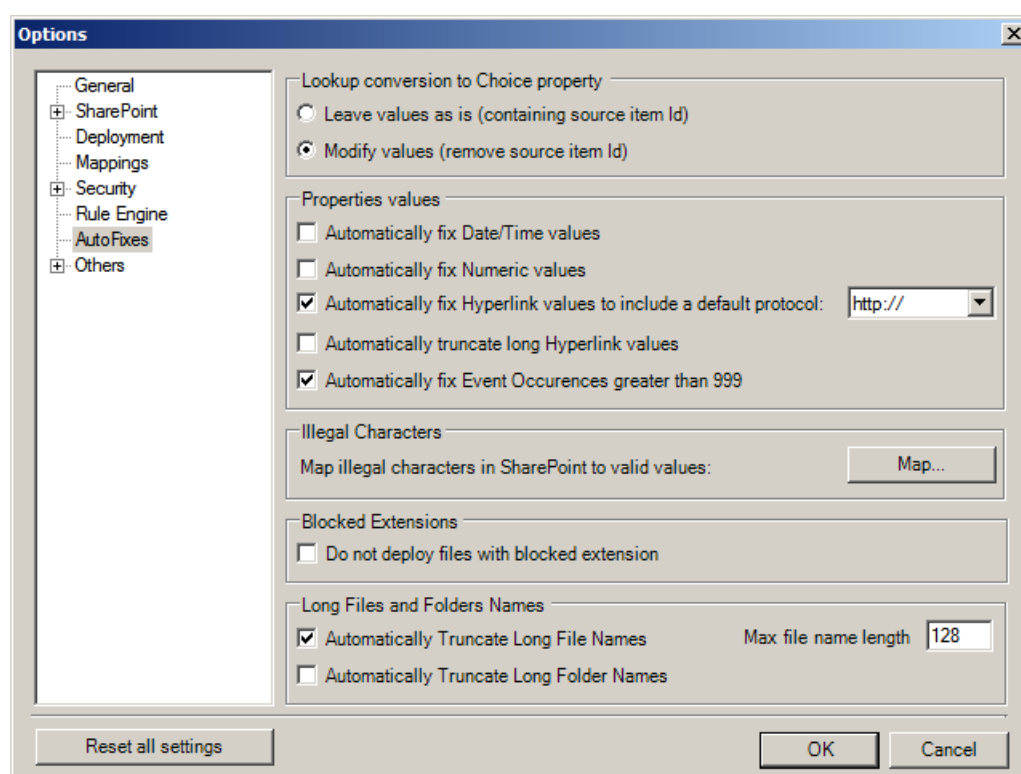 Options
General
SharePoint
Deployment
Mappings
Security
Rule Engine
AutoFixes
Others
Lookup conversion to Choice property
Leave values as is (containing source item Id)
Modify values (remove source item Id)
Properties values
Automatically fix Date/Time values
Automatically fix Numeric values
Automatically fix Hyperlink values to include a default protocol: http://
Automatically truncate long Hyperlink values
Automatically fix Event Occurences greater than 999
Illegal Characters
Map illegal characters in SharePoint to valid values: Map...
Blocked Extensions
Do not deploy files with blocked extension
Long Files and Folders Names
Automatically Truncate Long File Names Max file name length 128
Automatically Truncate Long Folder Names
Reset all settings OK Cancel